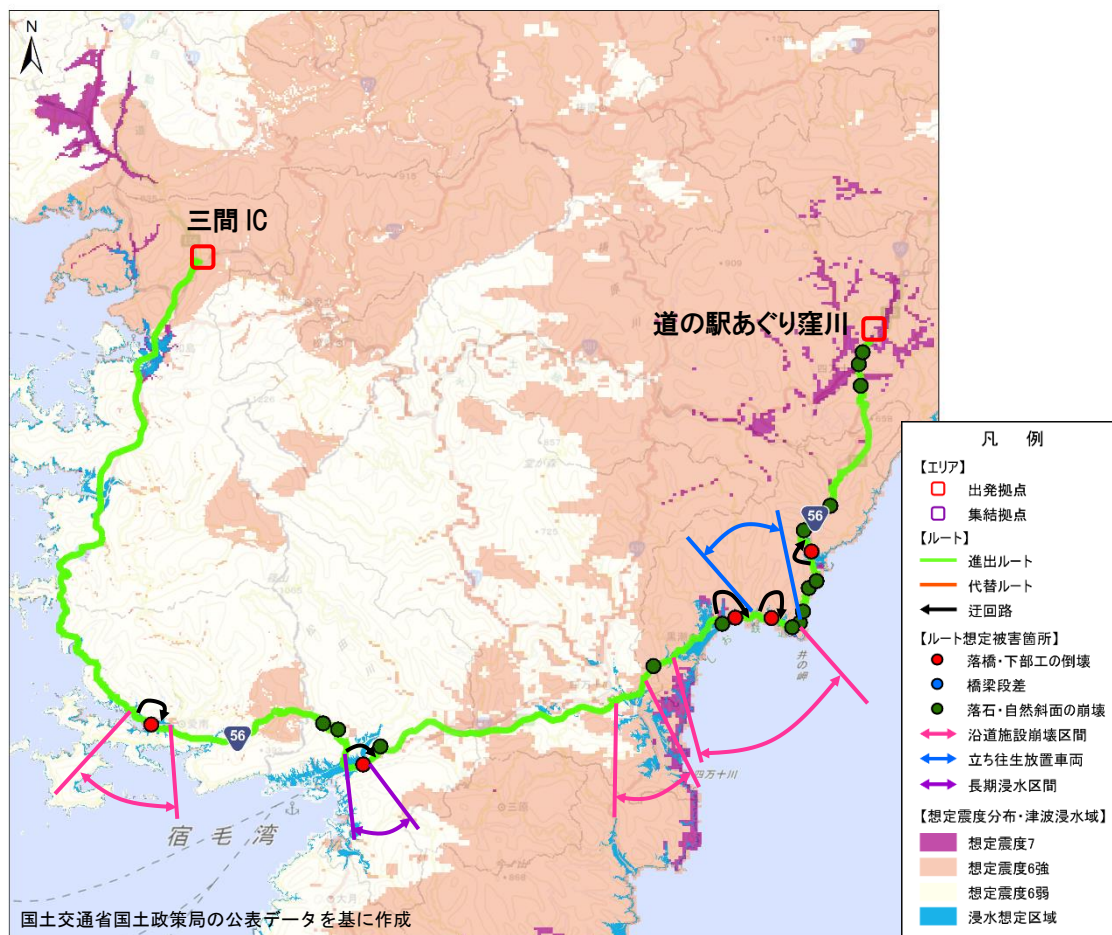 N
三間 IC
道の駅あぐり窪川
56
井の岬
四万十川
56
宿毛湾
国土交通省国土政策局の公表データを基に作成
凡 例
【エリア】
出発拠点
集結拠点
【ルート】
進出ルート
代替ルート
迂回路
【ルート想定被害箇所】
落橋・下部工の倒壊
橋梁段差
落石・自然斜面の崩壊
沿道施設崩壊区間
立ち往生放置車両
長期浸水区間
【想定震度分布・津波浸水域】
想定震度7
想定震度6強
想定震度6弱
浸水想定区域